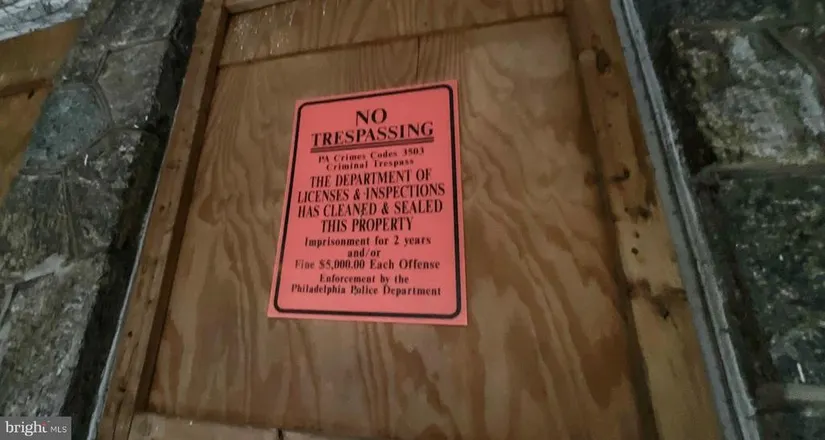 NO
TRESPASSING
PA Crimes Codes 3503
Criminal Trespass
THE DEPARTMENT OF
LICENSES & INSPECTIONS
HAS CLEANED & SEALED
THIS PROPERTY
Imprisonment for 2 years
and/or
Fine $5,000.00 Each Offense
Enforcement by the
Philadelphia Police Department
bright MLS